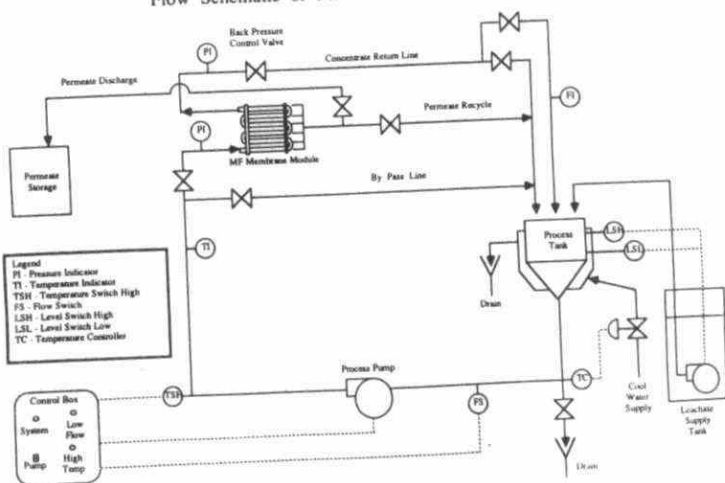 Flow Schematic of
Back Pressure
Control Valve
PI
Concentrate Return Line
Permeate Discharge
FI
PI
Permeate Recycle
MF Membrane Module
Permeate
Storage
By Pass Line
Process
Tank
LSH
LSL
TI
Legend
PI - Pressure Indicator
TI - Temperature Indicator
TSH - Temperature Switch High
FS - Flow Switch
LSH - Level Switch High
LSL - Level Switch Low
TC - Temperature Controller
Drain
Process Pump
TSH
TC
FS
Cool
Water
Supply
Leachate
Supply
Tank
Control Box
System
Low
Flow
Pump
High
Temp
Drain